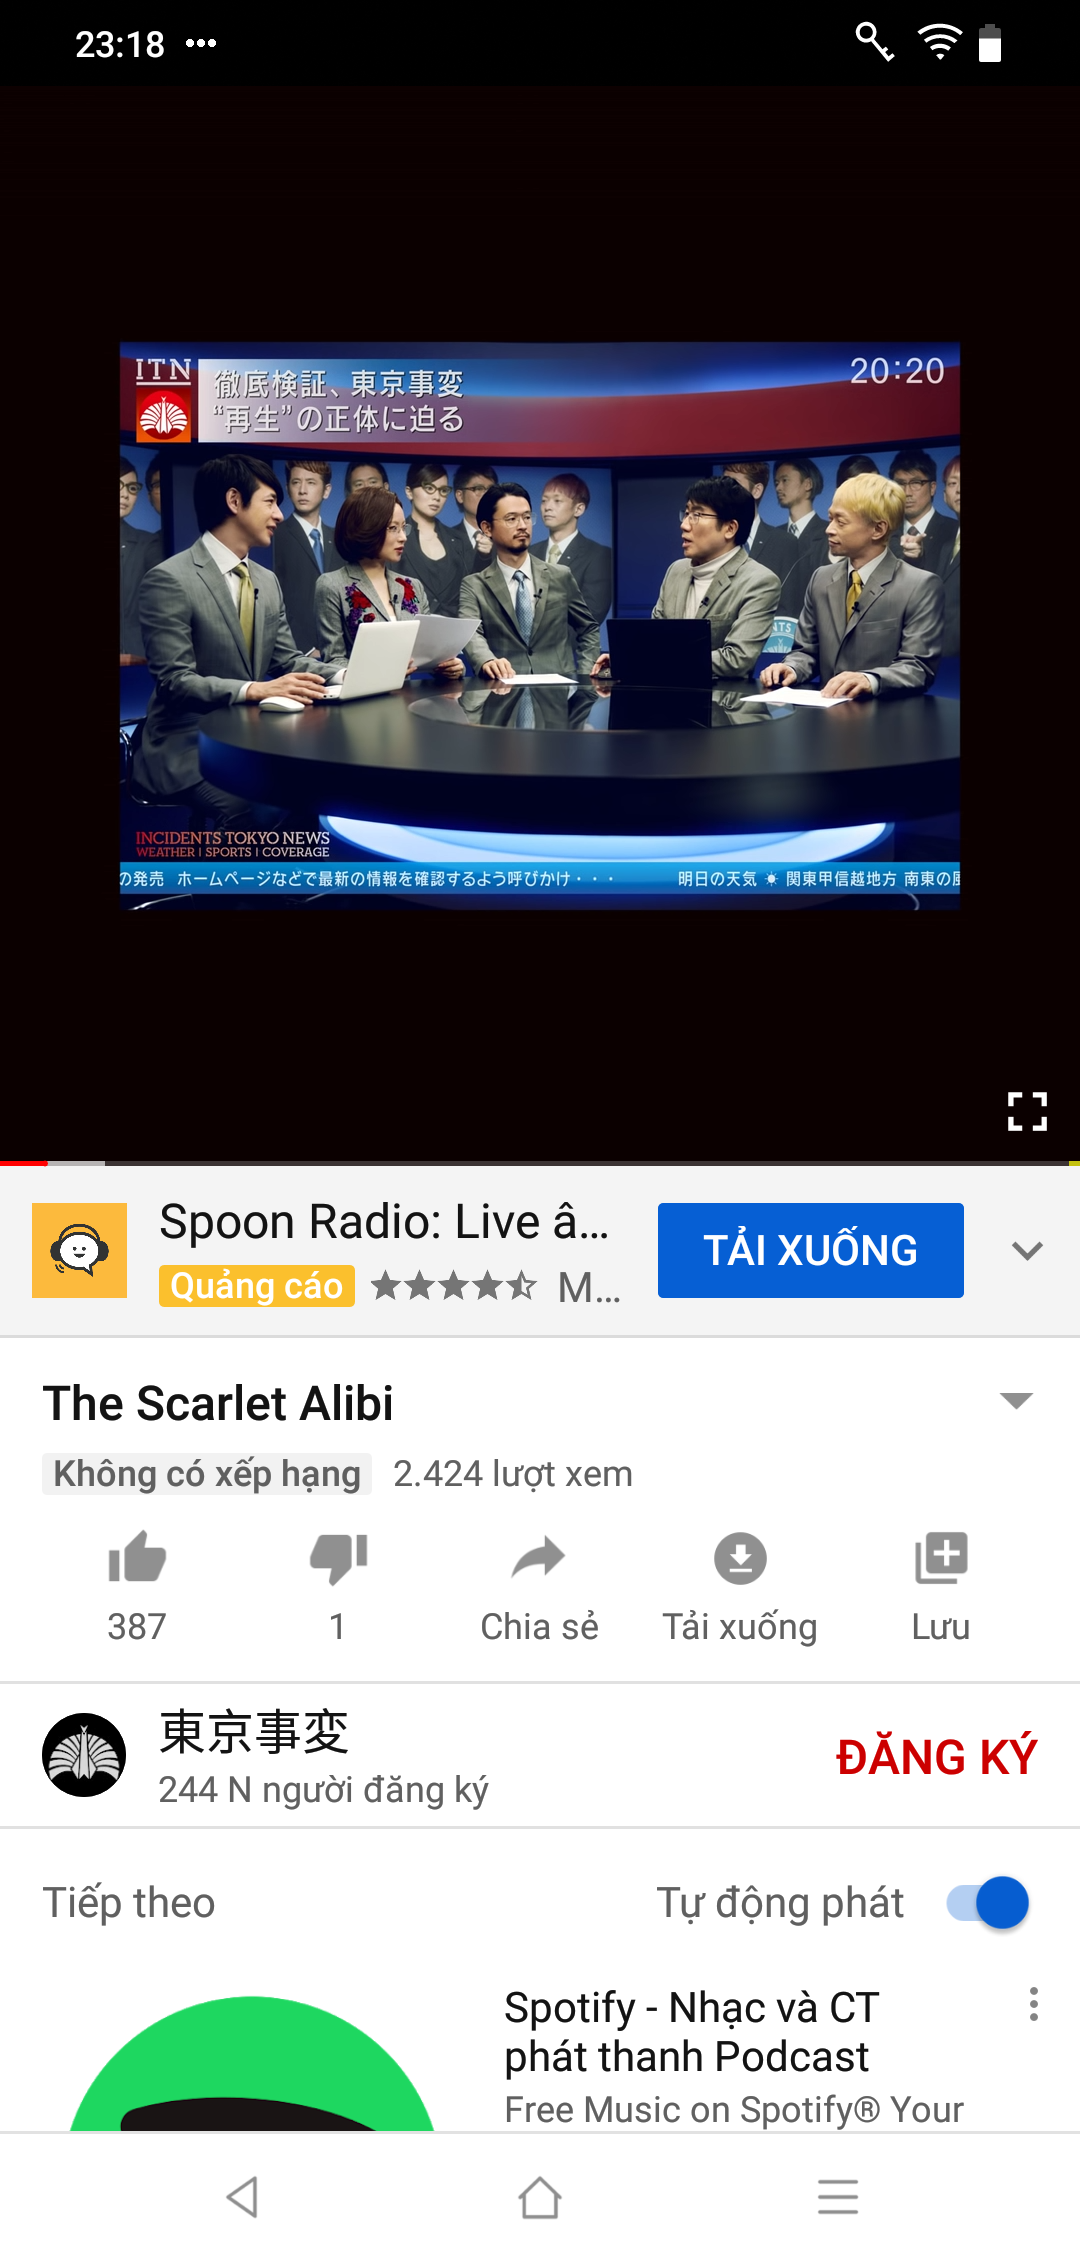 23:18
ITN
徹底検証、東京事変
“再生”の正体に迫る
20:20
INCIDENTS TOKYO NEWS
WEATHER | SPORTS | COVERAGE
の発売 ホームページなどで最新の情報を確認するよう呼びかけ・・・ 明日の天気 ☀ 関東甲信越地方 南東の風
Spoon Radio: Live â...
TẢI XUỐNG
Quảng cáo M...
The Scarlet Alibi
Không có xếp hạng 2.424 lượt xem
387 1 Chia sẻ Tải xuống Lưu
東京事変
244 N người đăng ký
ĐĂNG KÝ
Tiếp theo Tự động phát
Spotify - Nhạc và CT
phát thanh Podcast
Free Music on Spotify® Your